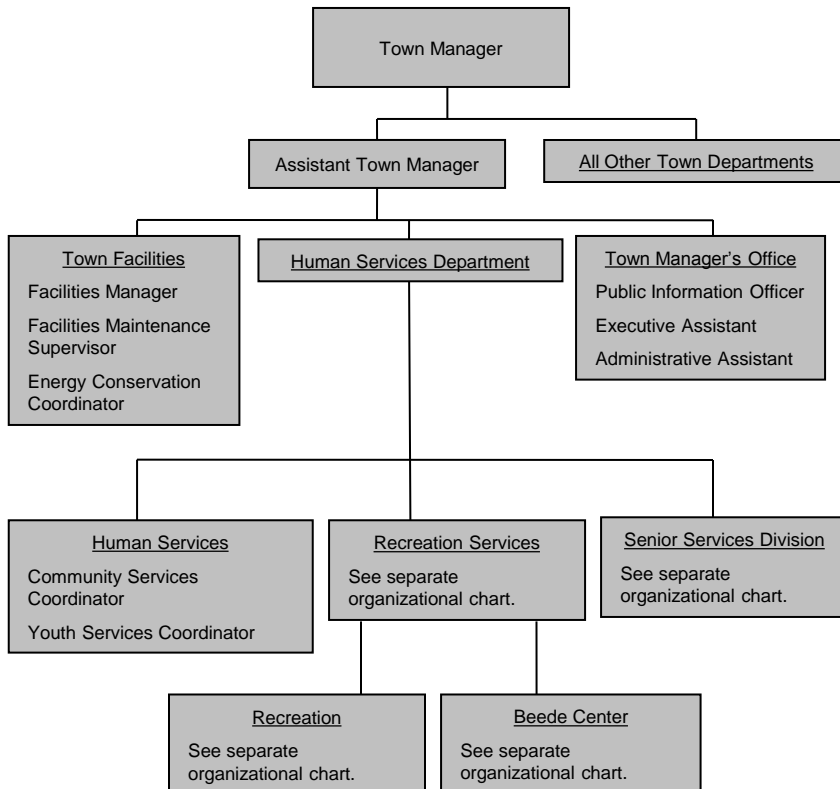 Town Manager
Assistant Town Manager
All Other Town Departments
Town Facilities
Facilities Manager
Facilities Maintenance
Supervisor
Energy Conservation
Coordinator
Human Services Department
Town Manager's Office
Public Information Officer
Executive Assistant
Administrative Assistant
Human Services
Community Services
Coordinator
Youth Services Coordinator
Recreation Services
See separate
organizational chart.
Senior Services Division
See separate
organizational chart.
Recreation
See separate
organizational chart.
Beede Center
See separate
organizational chart.